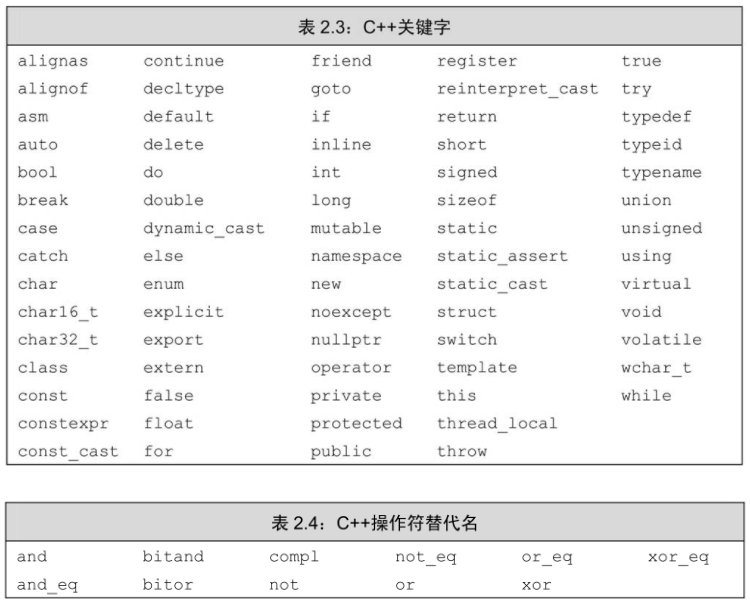 表 2.3：C++关键字
alignas continue friend register true
alignof decltype goto reinterpret_cast try
asm default if return typedef
auto delete inline short typeid
bool do int signed typename
break double long sizeof union
case dynamic_cast mutable static unsigned
catch else namespace static_assert using
char enum new static_cast virtual
char16_t explicit noexcept struct void
char32_t export nullptr switch volatile
class extern operator template wchar_t
const false private this while
constexpr float protected thread_local
const_cast for public throw
表 2.4：C++操作符替代名
and bitand compl not_eq or_eq xor_eq
and_eq bitor not or xor